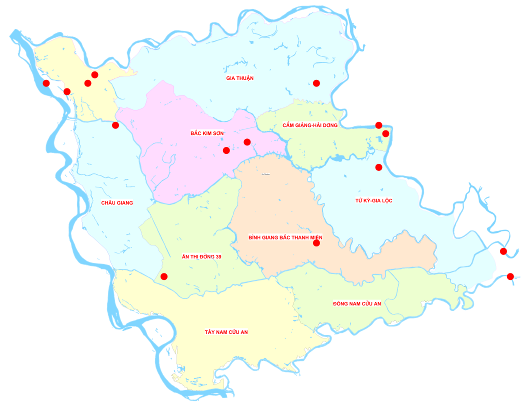 GIA THUẬN
CẨM GIÀNG-HẢI DƯƠNG
BẮC KIM SƠN
CHÂU GIANG
TỨ KỲ-GIA LỘC
BÌNH GIANG BẮC THANH MIỆN
ÂN THI ĐÔNG 39
ĐÔNG NAM CỬU AN
TÂY NAM CỬU AN